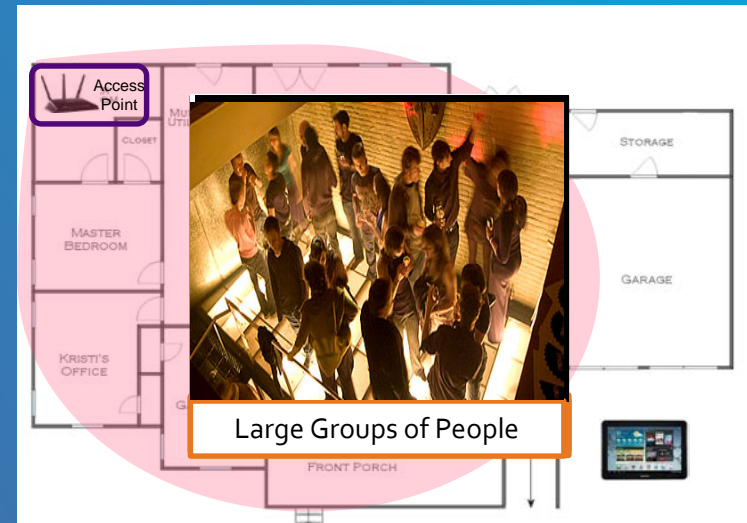 Access
Point
CLOSET
STORAGE
MASTER
BEDROOM
GARAGE
KRISTI'S
OFFICE
Large Groups of People
FRONT PORCH